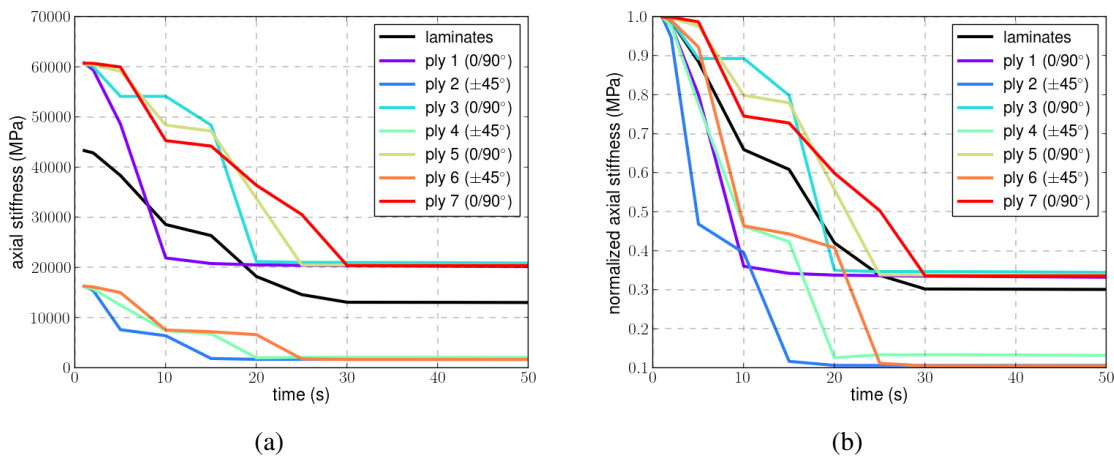 70000
60000
50000
40000
30000
20000
10000
0
axial stiffness (MPa)
0 10 20 30 40 50
time (s)
laminates
ply 1 (0/90°)
ply 2 (±45°)
ply 3 (0/90°)
ply 4 (±45°)
ply 5 (0/90°)
ply 6 (±45°)
ply 7 (0/90°)
(a)
1.0
0.9
0.8
0.7
0.6
0.5
0.4
0.3
0.2
0.1
normalized axial stiffness (MPa)
0 10 20 30 40 50
time (s)
laminates
ply 1 (0/90°)
ply 2 (±45°)
ply 3 (0/90°)
ply 4 (±45°)
ply 5 (0/90°)
ply 6 (±45°)
ply 7 (0/90°)
(b)